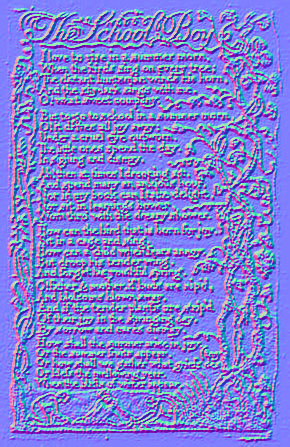 The School Boy
I love to rise in a summer morn,
When the birds sing on every tree;
The distant huntsman winds his horn,
And the sky-lark sings with me.
O! what sweet company.
But to go to school in a summer morn,
O! it drives all joy away;
Under a cruel eye outworn,
The little ones spend the day,
In sighing and dismay.
Ah! then at times I drooping sit,
And spend many an anxious hour.
Nor in my book can I take delight,
Nor sit in learnings bower,
Worn thro' with the dreary shower.
How can the bird that is born for joy,
Sit in a cage and sing.
How can a child when fears annoy,
But droop his tender wing,
And forget his youthful spring.
O! father & mother, if buds are nip'd,
And blossoms blown away,
And if the tender plants are strip'd
Of their joy in the springing day,
By sorrow and cares dismay,
How shall the summer arise in joy
Or the summer fruits appear
Or how shall we gather what griefs destroy
Or bless the mellowing year,
When the blasts of winter appear.